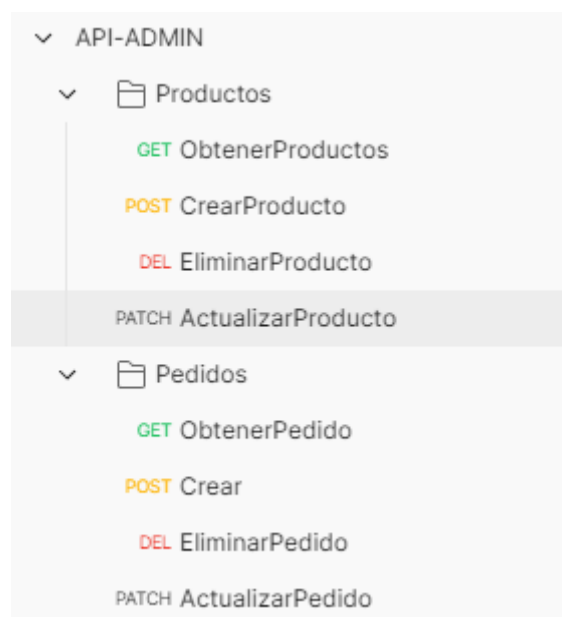 API-ADMIN
Productos
GET ObtenerProductos
POST CrearProducto
DEL EliminarProducto
PATCH ActualizarProducto
Pedidos
GET ObtenerPedido
POST Crear
DEL EliminarPedido
PATCH ActualizarPedido